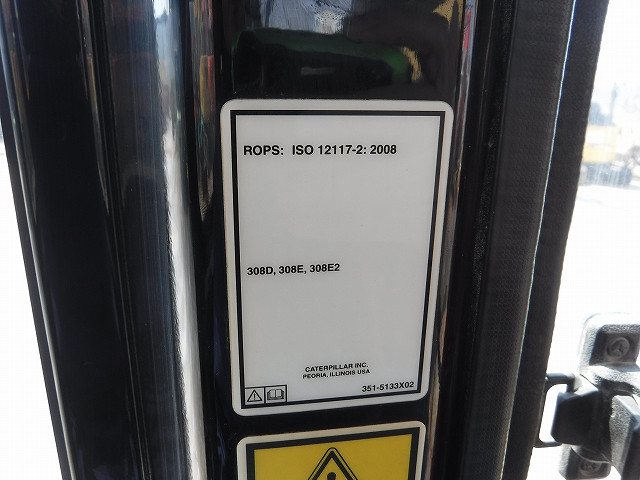 ROPS: ISO 12117-2: 2008
308D, 308E, 308E2
CATERPILLAR INC.
PEORIA, ILLINOIS USA
351-5133X02